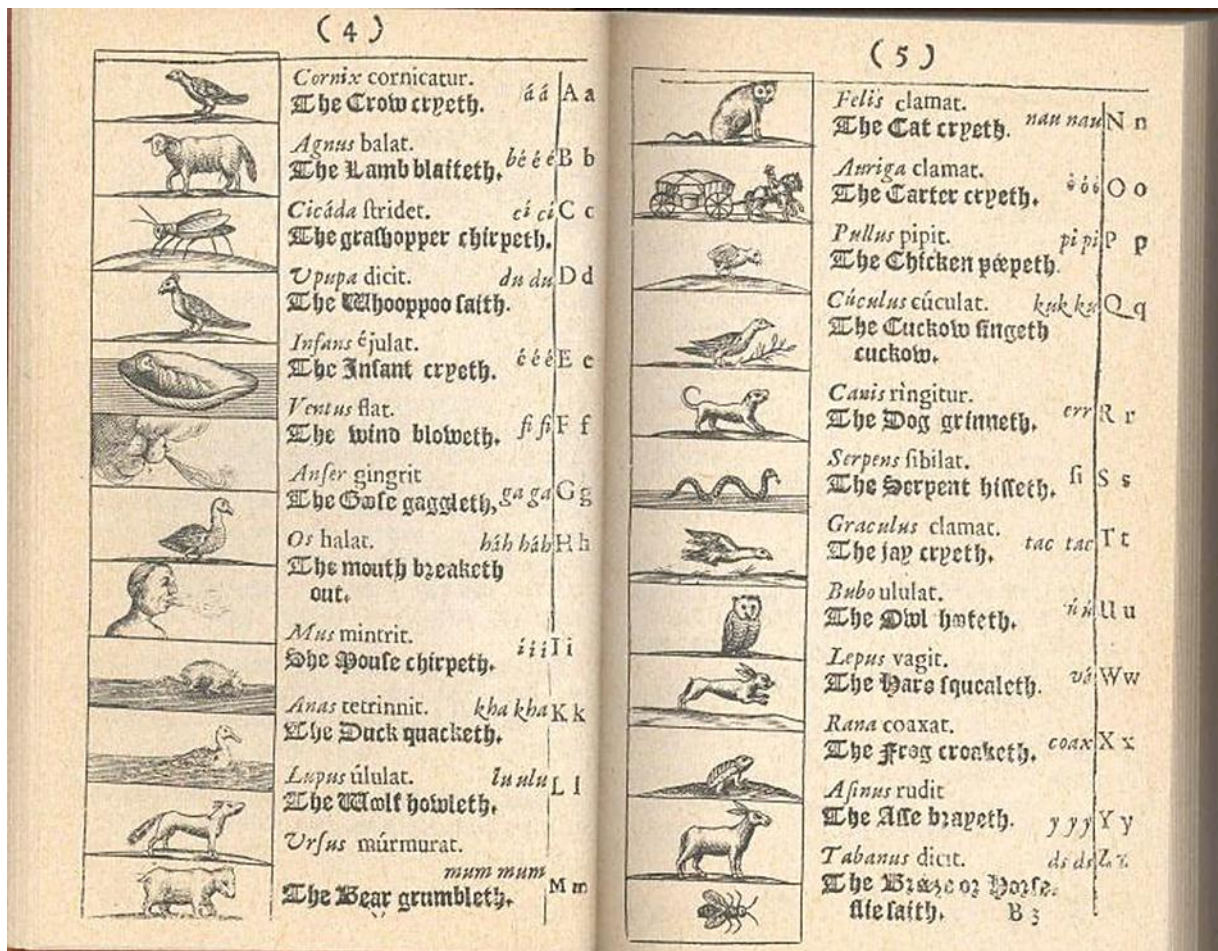 (4)
Cornix cornicatur.
The Crow cryeth. á á A a
Agnus balat.
The Lamb blaiteth. bé é é B b
Cicáda ſtridet. cí cí C c
The graſhopper chirpeth.
Upupa dicit. du du D d
The Whooppoo ſaith.
Infans éjulat.
The Infant cryeth. é é é E e
Ventus flat.
The wind bloweth. fi fi F f
Anſer gingrit
The Gooſe gaggleth, ga ga G g
Os halat. háh háh H h
The mouth breaketh
out.
Mus mintrit.
The Mouſe chirpeth. í í í I i
Anas tetrinnit. kha kha K k
The Duck quacketh.
Lupus úlulat. lu ulu L l
The Woolf howleth.
Urſus múrmurat.
mum mum M m
The Bear grumbleth.
(5)
Felis clamat.
The Cat cryeth. nau nau N n
Auriga clamat.
The Carter cryeth. ò ó ò O o
Pullus pipit. pi pi P p
The Chicken peepeth.
Cúculus cúculat. kuk ku Q q
The Cuckow ſingeth
cuckow.
Canis rìngitur.
The Dog grinneth. err R r
Serpens ſibilat.
The Serpent hiſſeth. ſi S s
Graculus clamat.
The jay cryeth. tac tac T t
Bubo ululat.
The Owl hooteth. ú ú U u
Lepus vagit.
The Hare ſqueaketh. vá W w
Rana coaxat.
The Frog croaketh. coax X x
Aſinus rudit
The Aſſe brayeth. y y y Y y
Tabanus dicit. ds ds Z z
The Breeze or Horſe-
flie ſaith. B 3